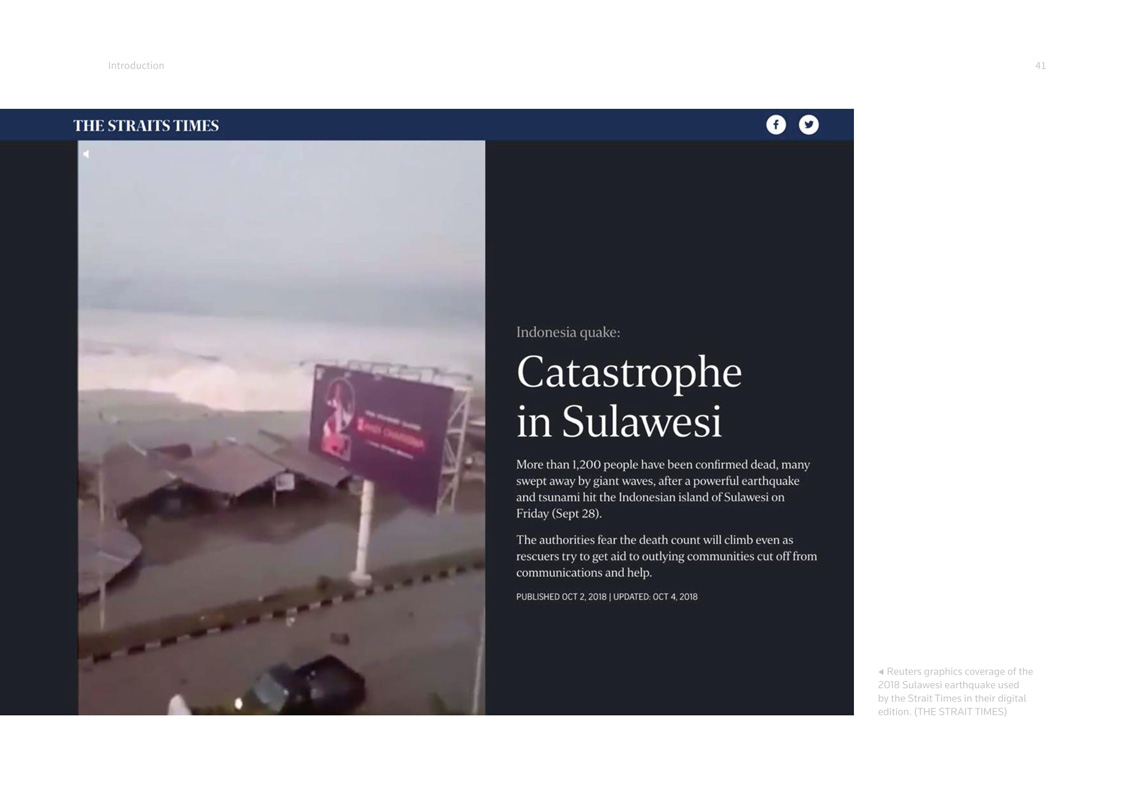 Introduction
41
THE STRAITS TIMES
Indonesia quake:
Catastrophe
in Sulawesi
More than 1,200 people have been confirmed dead, many
swept away by giant waves, after a powerful earthquake
and tsunami hit the Indonesian island of Sulawesi on
Friday (Sept 28).
The authorities fear the death count will climb even as
rescuers try to get aid to outlying communities cut off from
communications and help.
PUBLISHED OCT 2, 2018 | UPDATED: OCT 4, 2018
◄ Reuters graphics coverage of the
2018 Sulawesi earthquake used
by the Strait Times in their digital
edition. (THE STRAIT TIMES)